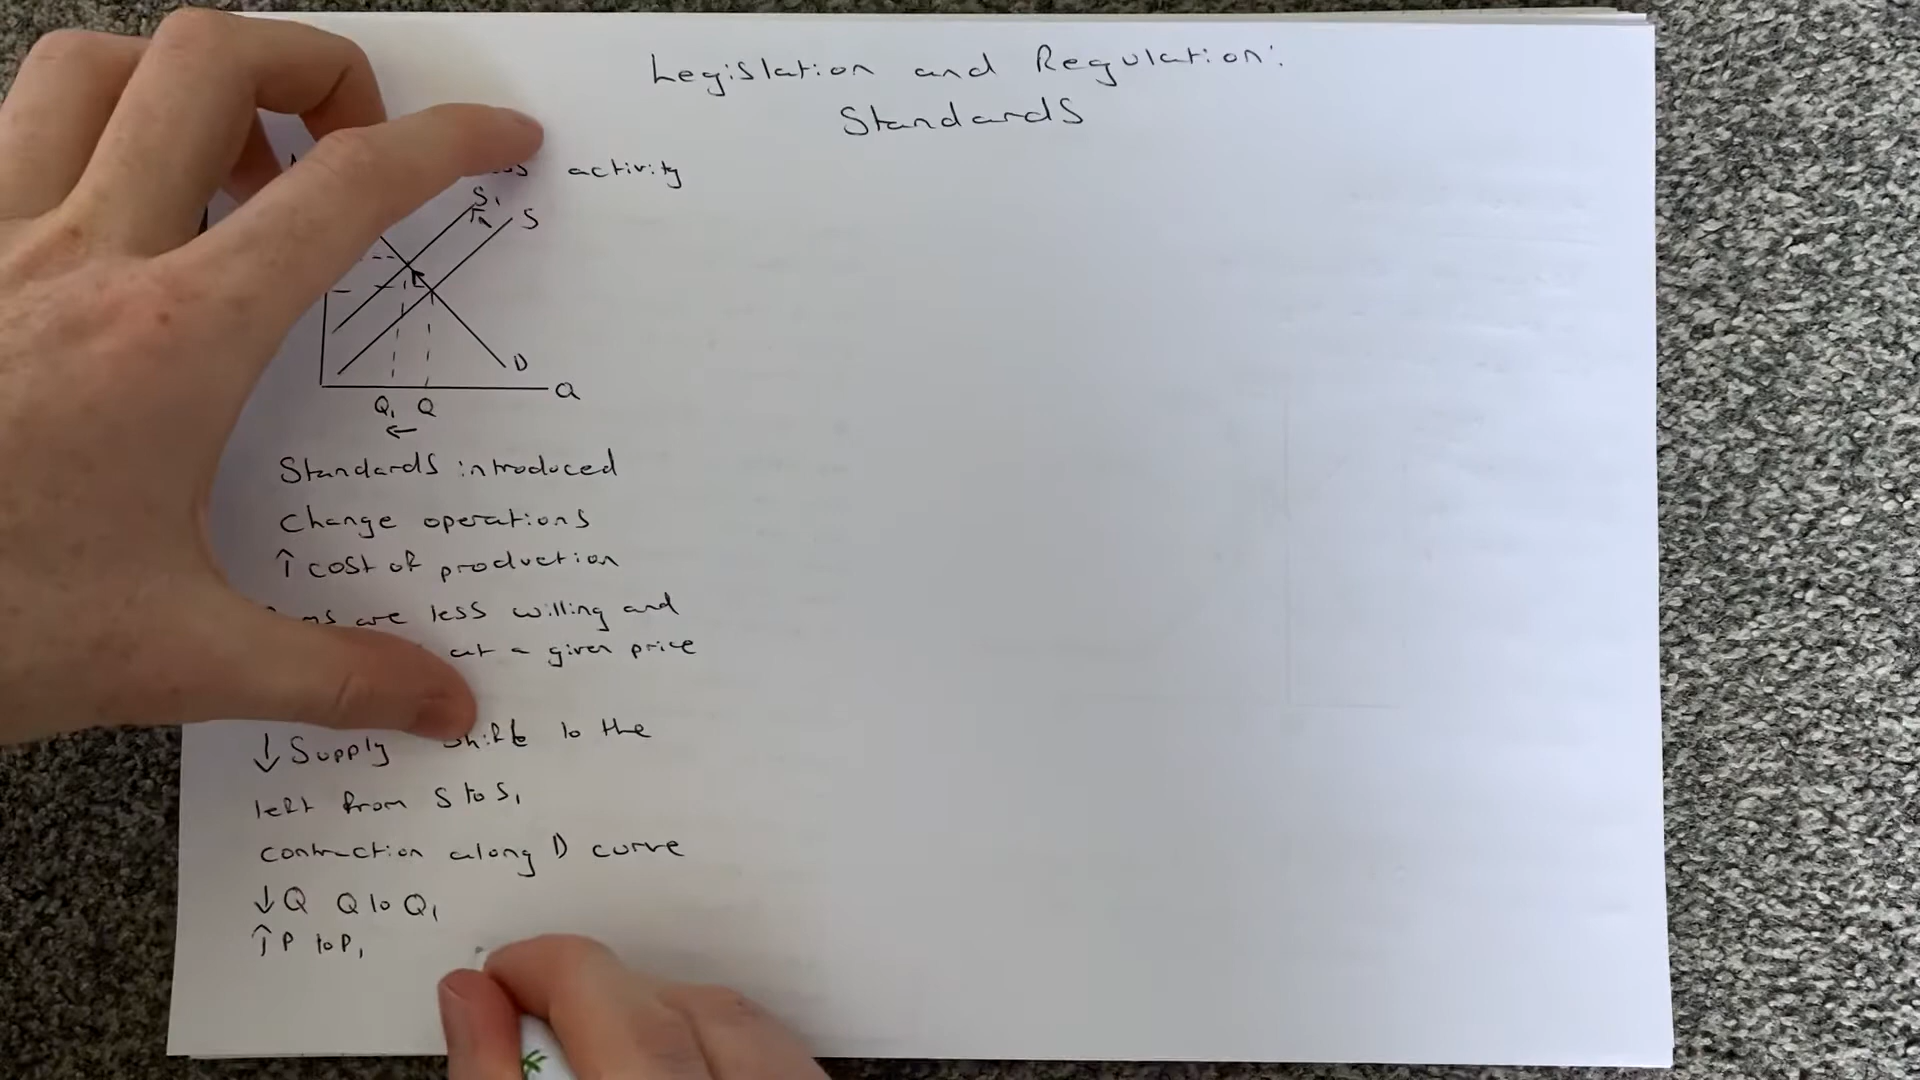 Legislation and Regulation:
Standards
activity
S₁
S
D
Q
Q₁ Q
←
Standards introduced
Change operations
↑ cost of production
are less willing and
at a given price
↓ Supply shift to the
left from S to S₁
contraction along D curve
↓ Q Q to Q₁
↑ P to P₁